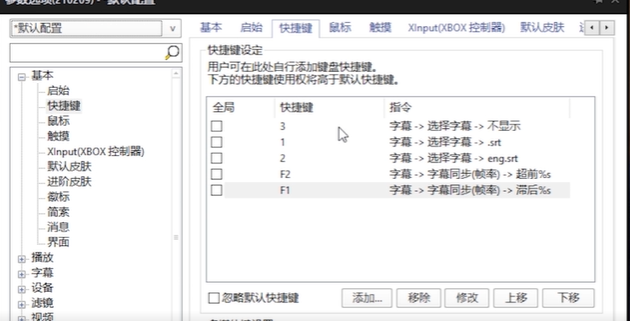 参数选项(210209) - *默认配置
*默认配置
基本 启始 快捷键 鼠标 触摸 XInput(XBOX 控制器) 默认皮肤
基本
启始
快捷键
鼠标
触摸
XInput(XBOX 控制器)
默认皮肤
进阶皮肤
徽标
简素
消息
界面
播放
字幕
设备
滤镜
视频
快捷键设定
用户可在此处自行添加键盘快捷键。
下方的快捷键使用权将高于默认快捷键。
全局 快捷键 指令
3 字幕 -> 选择字幕 -> 不显示
1 字幕 -> 选择字幕 -> .srt
2 字幕 -> 选择字幕 -> eng.srt
F2 字幕 -> 字幕同步(帧率) -> 超前%s
F1 字幕 -> 字幕同步(帧率) -> 滞后%s
忽略默认快捷键 添加... 移除 修改 上移 下移